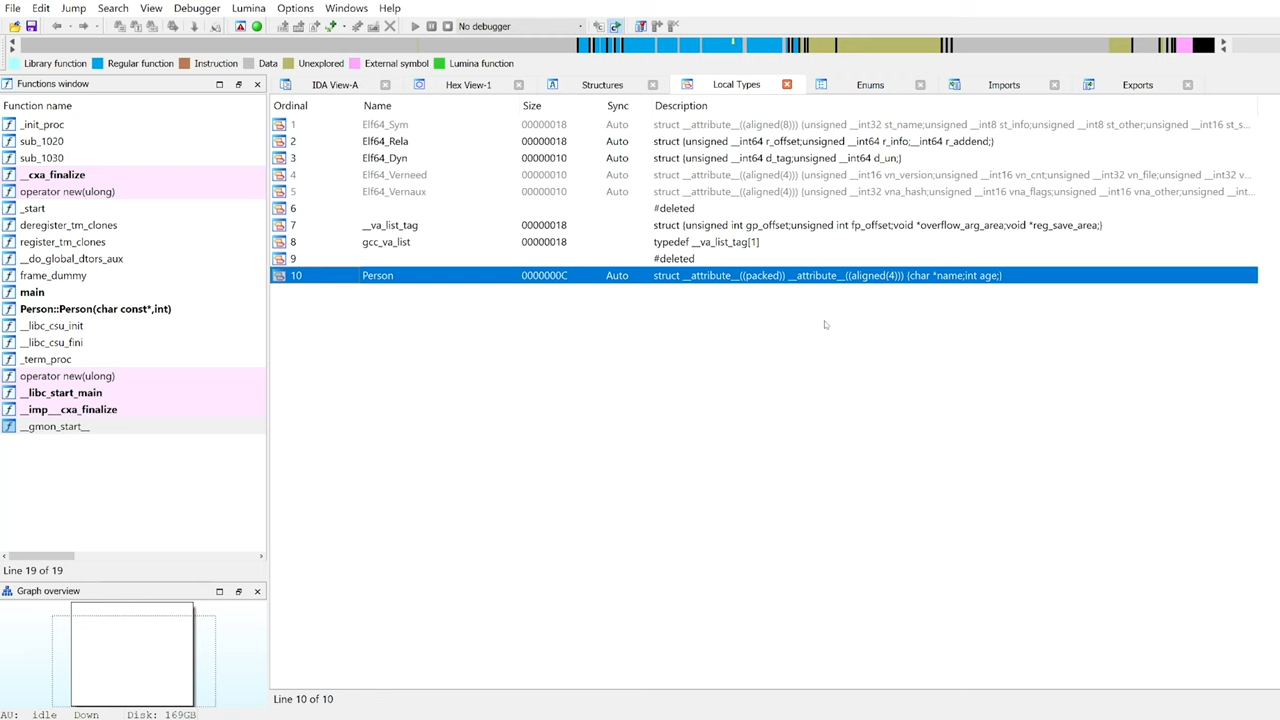 File Edit Jump Search View Debugger Lumina Options Windows Help
No debugger
Library function Regular function Instruction Data Unexplored External symbol Lumina function
Functions window
Function name
_init_proc
sub_1020
sub_1030
__cxa_finalize
operator new(ulong)
_start
deregister_tm_clones
register_tm_clones
__do_global_dtors_aux
frame_dummy
main
Person::Person(char const*,int)
__libc_csu_init
__libc_csu_fini
_term_proc
operator new(ulong)
__libc_start_main
__imp___cxa_finalize
__gmon_start__
Line 19 of 19
Graph overview
IDA View-A Hex View-1 Structures Local Types Enums Imports Exports
Ordinal Name Size Sync Description
1 Elf64_Sym 00000018 Auto struct __attribute__((aligned(8))) {unsigned __int32 st_name;unsigned __int8 st_info;unsigned __int8 st_other;unsigned __int16 st_s...
2 Elf64_Rela 00000018 Auto struct {unsigned __int64 r_offset;unsigned __int64 r_info;__int64 r_addend;}
3 Elf64_Dyn 00000010 Auto struct {unsigned __int64 d_tag;unsigned __int64 d_un;}
4 Elf64_Verneed 00000010 Auto struct __attribute__((aligned(4))) {unsigned __int16 vn_version;unsigned __int16 vn_cnt;unsigned __int32 vn_file;unsigned __int32 v...
5 Elf64_Vernaux 00000010 Auto struct __attribute__((aligned(4))) {unsigned __int32 vna_hash;unsigned __int16 vna_flags;unsigned __int16 vna_other;unsigned __int...
6 #deleted
7 __va_list_tag 00000018 Auto struct {unsigned int gp_offset;unsigned int fp_offset;void *overflow_arg_area;void *reg_save_area;}
8 gcc_va_list 00000018 Auto typedef __va_list_tag[1]
9 #deleted
10 Person 0000000C Auto struct __attribute__((packed)) __attribute__((aligned(4))) {char *name;int age;}
Line 10 of 10
AU: idle Down Disk: 169GB